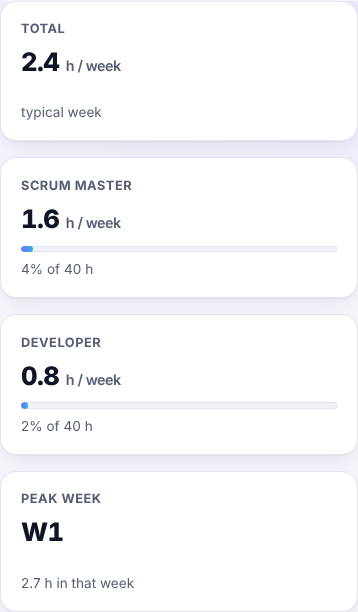 TOTAL
2.4 h / week
typical week
SCRUM MASTER
1.6 h / week
4% of 40 h
DEVELOPER
0.8 h / week
2% of 40 h
PEAK WEEK
W1
2.7 h in that week